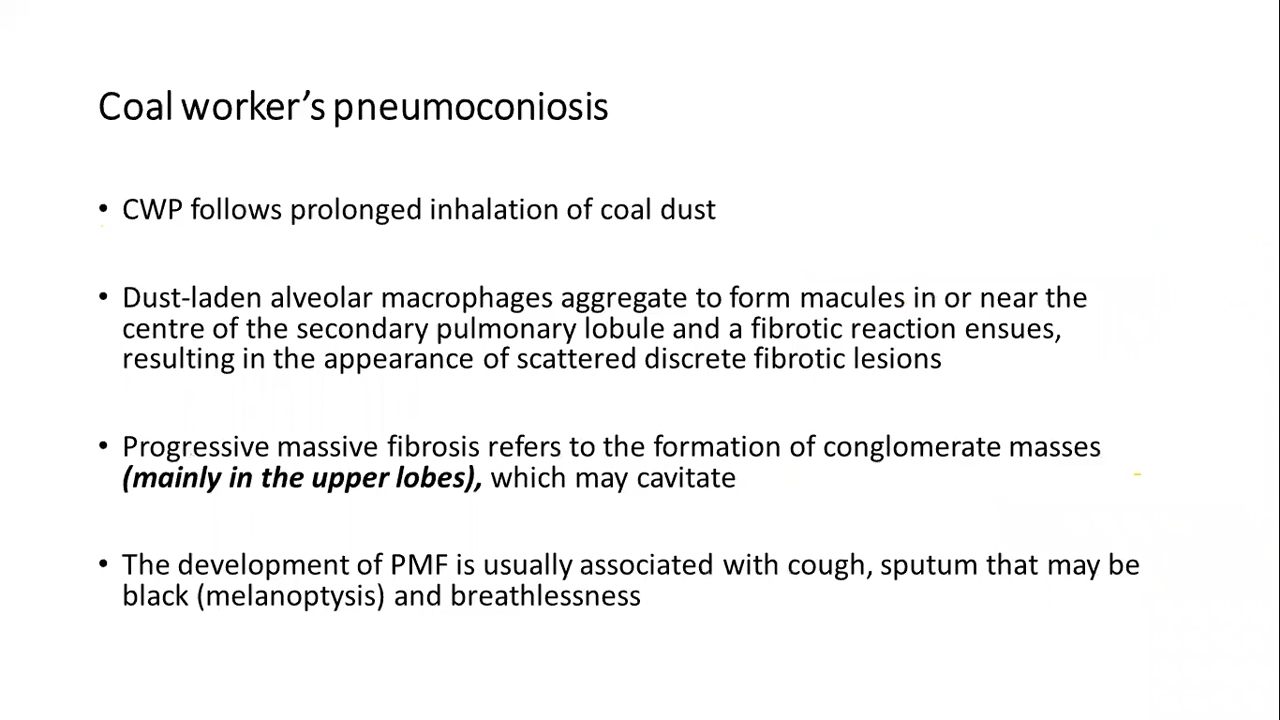 Coal worker’s pneumoconiosis
• CWP follows prolonged inhalation of coal dust
• Dust-laden alveolar macrophages aggregate to form macules in or near the
centre of the secondary pulmonary lobule and a fibrotic reaction ensues,
resulting in the appearance of scattered discrete fibrotic lesions
• Progressive massive fibrosis refers to the formation of conglomerate masses
(mainly in the upper lobes), which may cavitate
• The development of PMF is usually associated with cough, sputum that may be
black (melanoptysis) and breathlessness